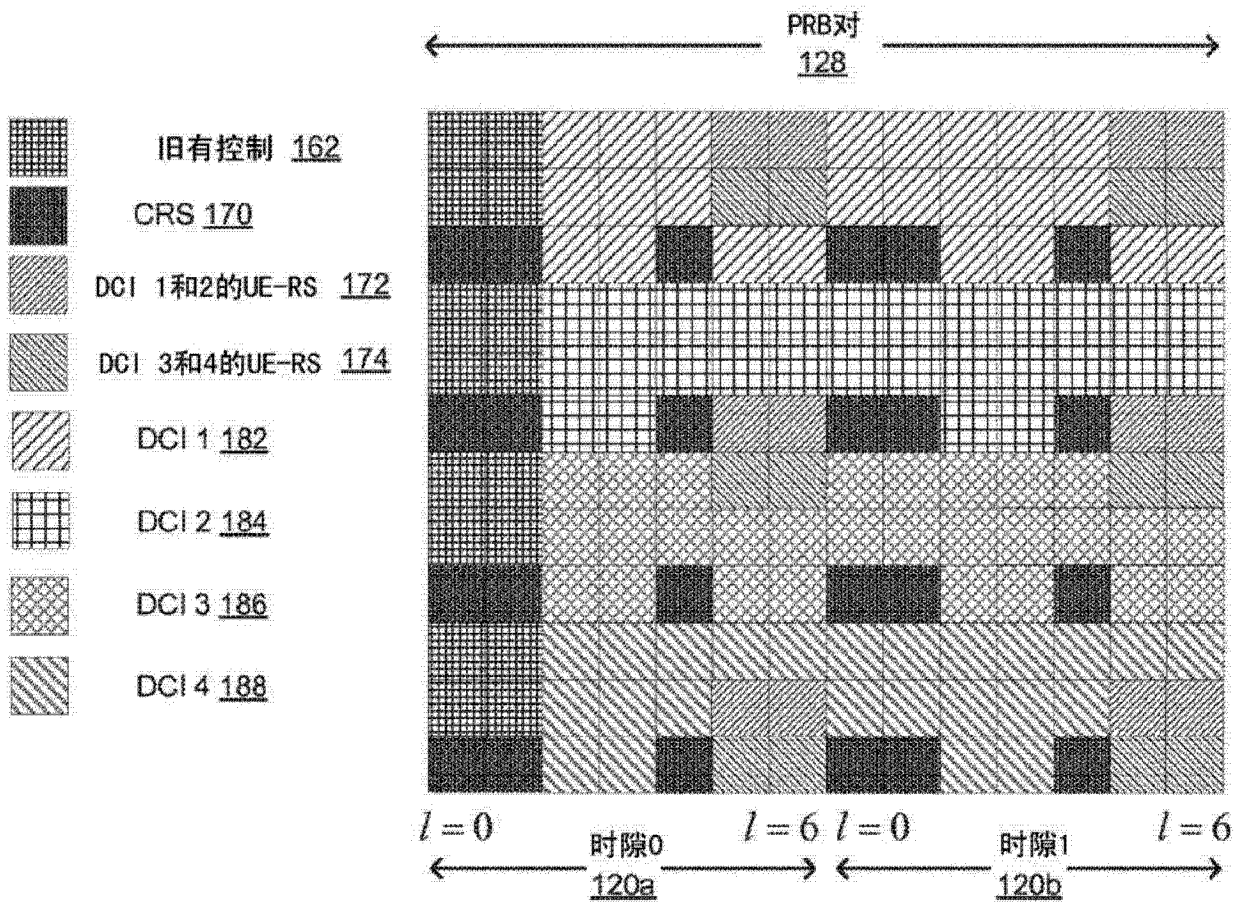 PRB对
128
旧有控制 162
CRS 170
DCI 1和2的UE-RS 172
DCI 3和4的UE-RS 174
DCI 1 182
DCI 2 184
DCI 3 186
DCI 4 188
l = 0 l = 6 l = 0 l = 6
时隙0 时隙1
120a 120b